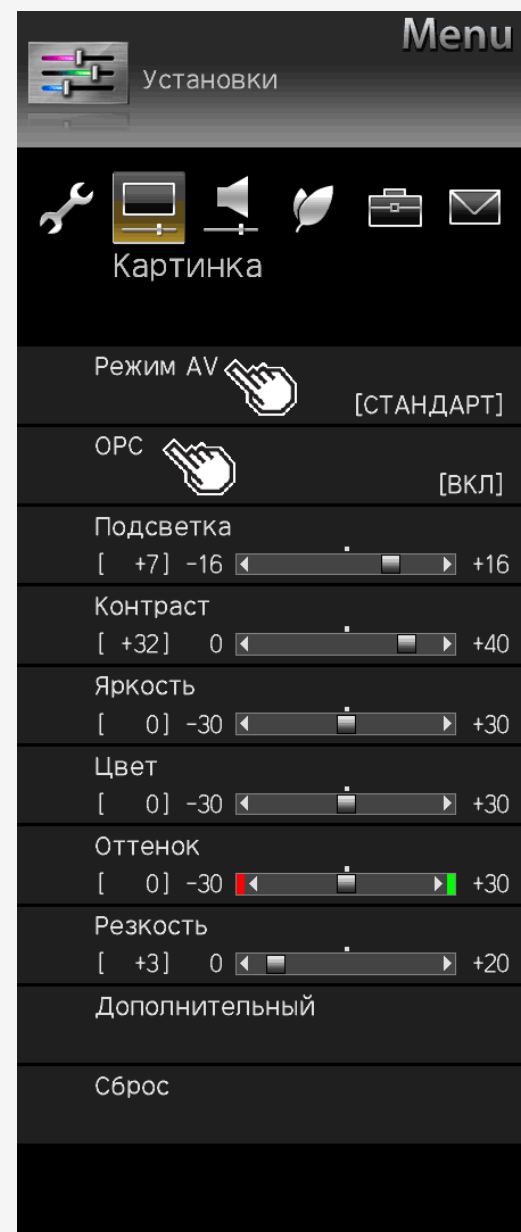 Menu
Установки
Картинка
Режим AV
[СТАНДАРТ]
OPC
[ВКЛ]
Подсветка
[ +7] -16 +16
Контраст
[ +32] 0 +40
Яркость
[ 0] -30 +30
Цвет
[ 0] -30 +30
Оттенок
[ 0] -30 +30
Резкость
[ +3] 0 +20
Дополнительный
Сброс